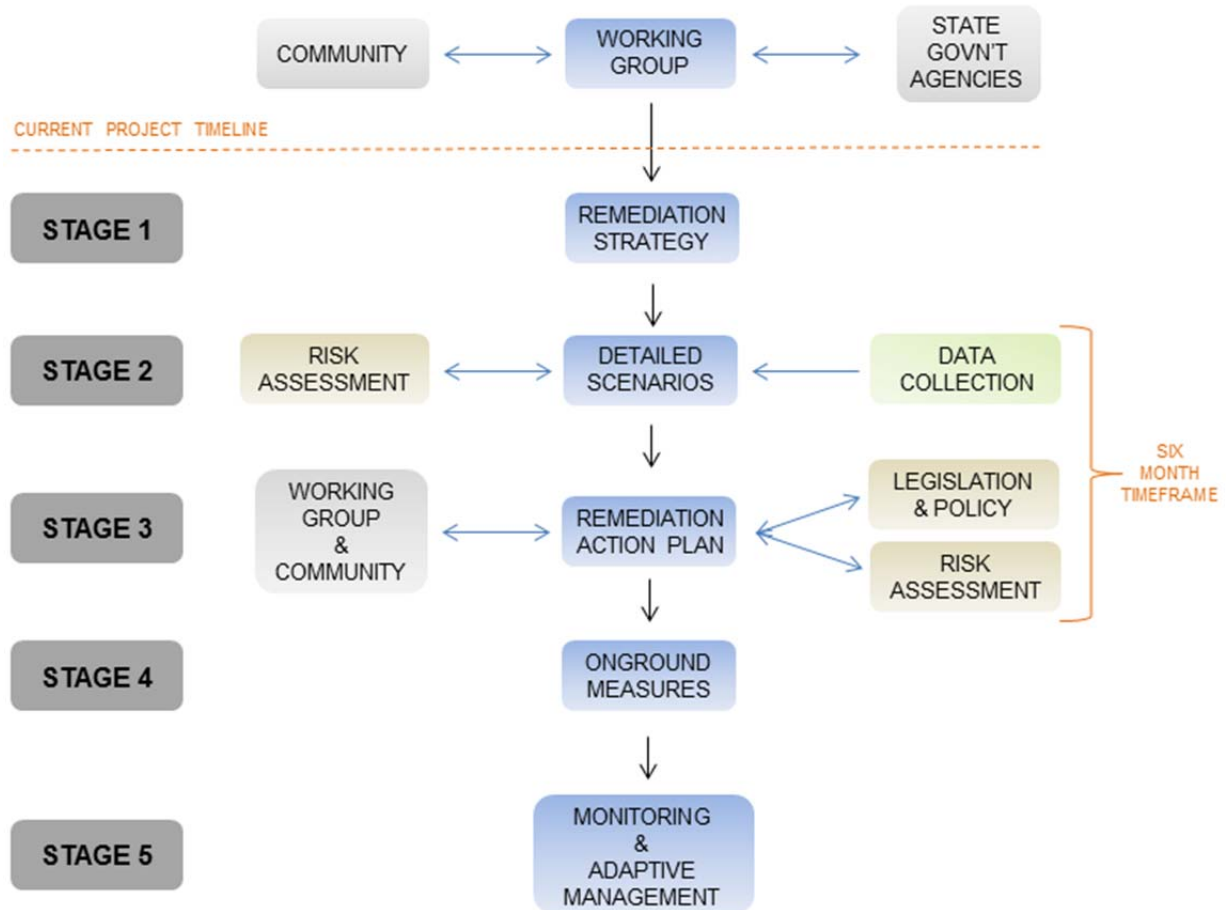 COMMUNITY
WORKING
GROUP
STATE
GOVN'T
AGENCIES
CURRENT PROJECT TIMELINE
STAGE 1
REMEDIATION
STRATEGY
STAGE 2
RISK
ASSESSMENT
DETAILED
SCENARIOS
DATA
COLLECTION
SIX
MONTH
TIMEFRAME
STAGE 3
WORKING
GROUP
&
COMMUNITY
REMEDIATION
ACTION PLAN
LEGISLATION
& POLICY
RISK
ASSESSMENT
STAGE 4
ONGROUND
MEASURES
STAGE 5
MONITORING
&
ADAPTIVE
MANAGEMENT